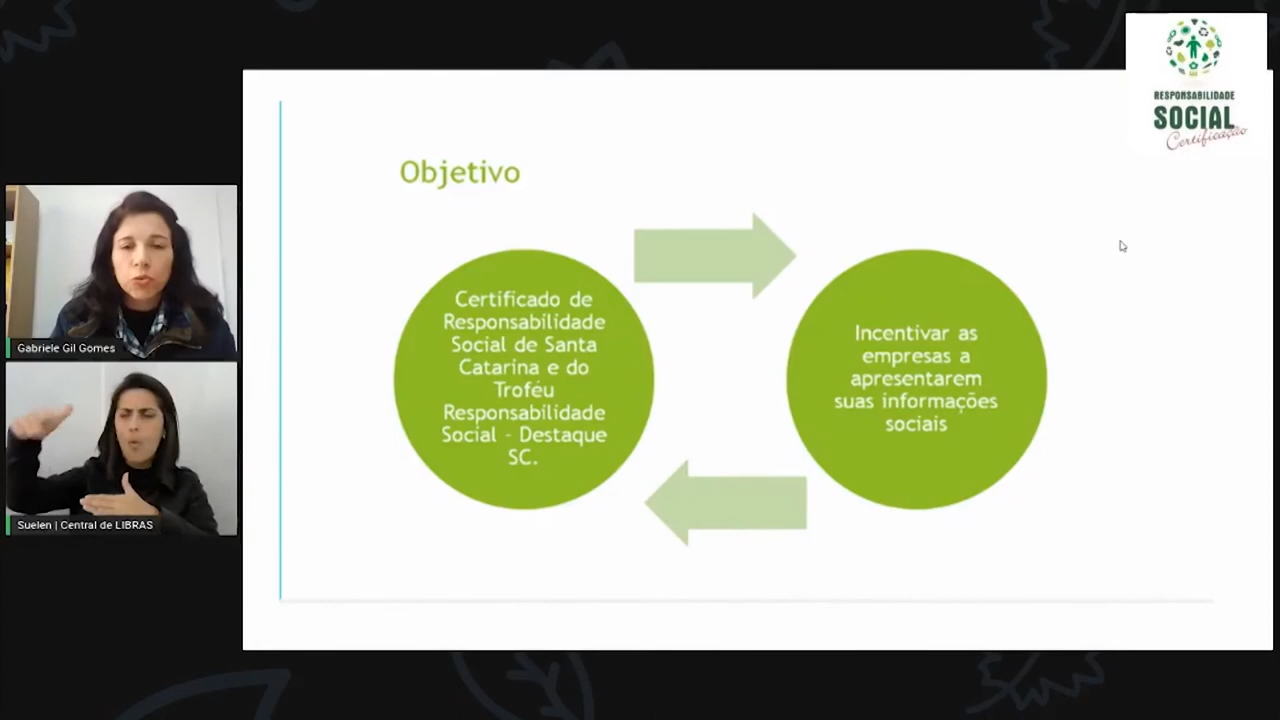 RESPONSABILIDADE
SOCIAL
Certificação
Objetivo
Certificado de
Responsabilidade
Social de Santa
Catarina e do
Troféu
Responsabilidade
Social - Destaque
SC.
Incentivar as
empresas a
apresentarem
suas informações
sociais
Gabriele Gil Gomes
Suelen | Central de LIBRAS